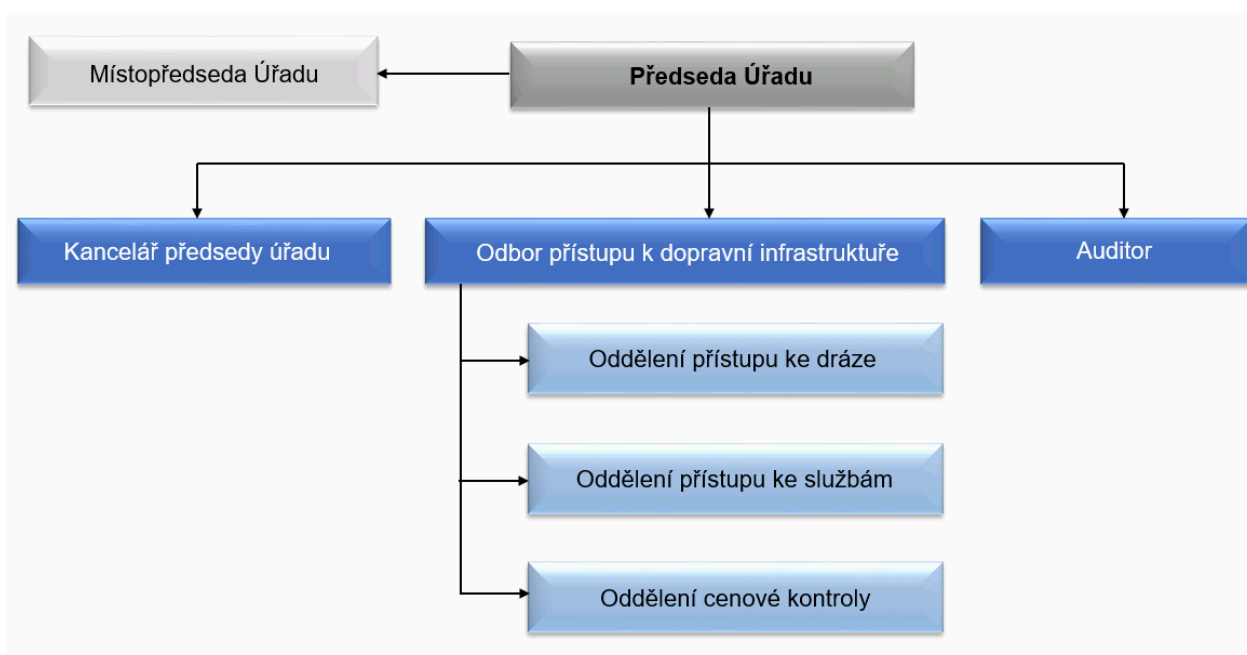 Místopředseda Úřadu
Předseda Úřadu
Kancelář předsedy úřadu
Odbor přístupu k dopravní infrastruktuře
Auditor
Oddělení přístupu ke dráze
Oddělení přístupu ke službám
Oddělení cenové kontroly